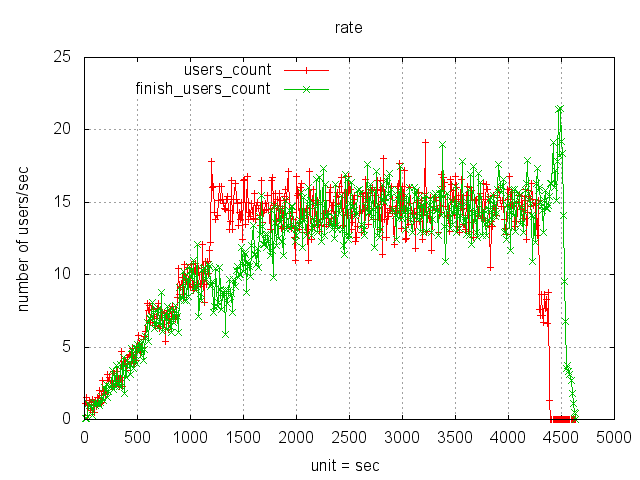 rate
users_count
finish_users_count
number of users/sec
25
20
15
10
5
0
0 500 1000 1500 2000 2500 3000 3500 4000 4500 5000
unit = sec